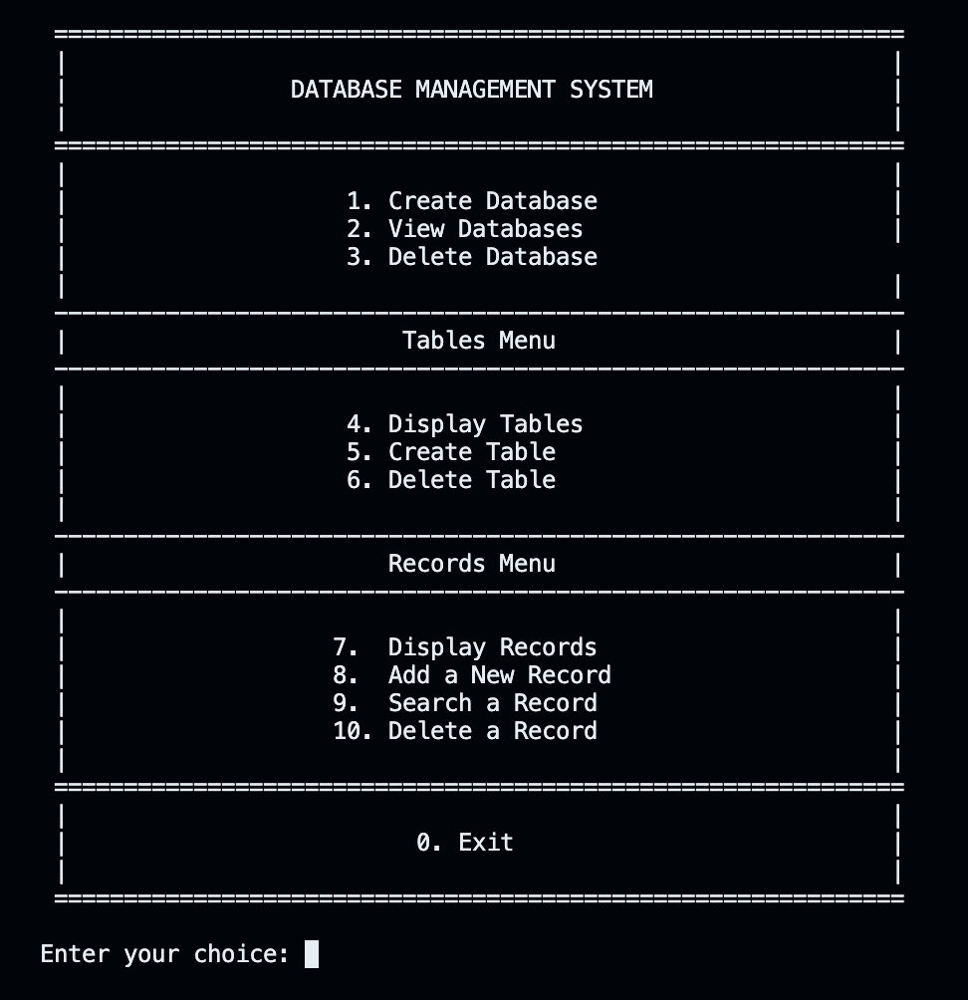 DATABASE MANAGEMENT SYSTEM
1. Create Database
2. View Databases
3. Delete Database
Tables Menu
4. Display Tables
5. Create Table
6. Delete Table
Records Menu
7.  Display Records
8.  Add a New Record
9.  Search a Record
10. Delete a Record
0. Exit
Enter your choice: